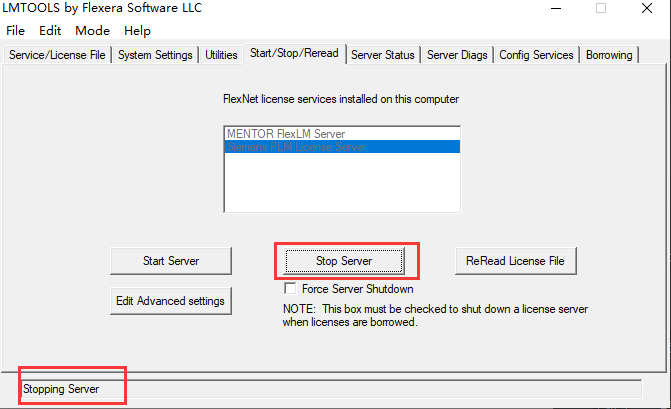 LMTOOLS by Flexera Software LLC
File Edit Mode Help
Service/License File System Settings Utilities Start/Stop/Reread Server Status Server Diags Config Services Borrowing
FlexNet license services installed on this computer
MENTOR FlexLM Server
Siemens PLM License Server
Start Server Stop Server ReRead License File
Force Server Shutdown
Edit Advanced settings
NOTE: This box must be checked to shut down a license server
when licenses are borrowed.
Stopping Server